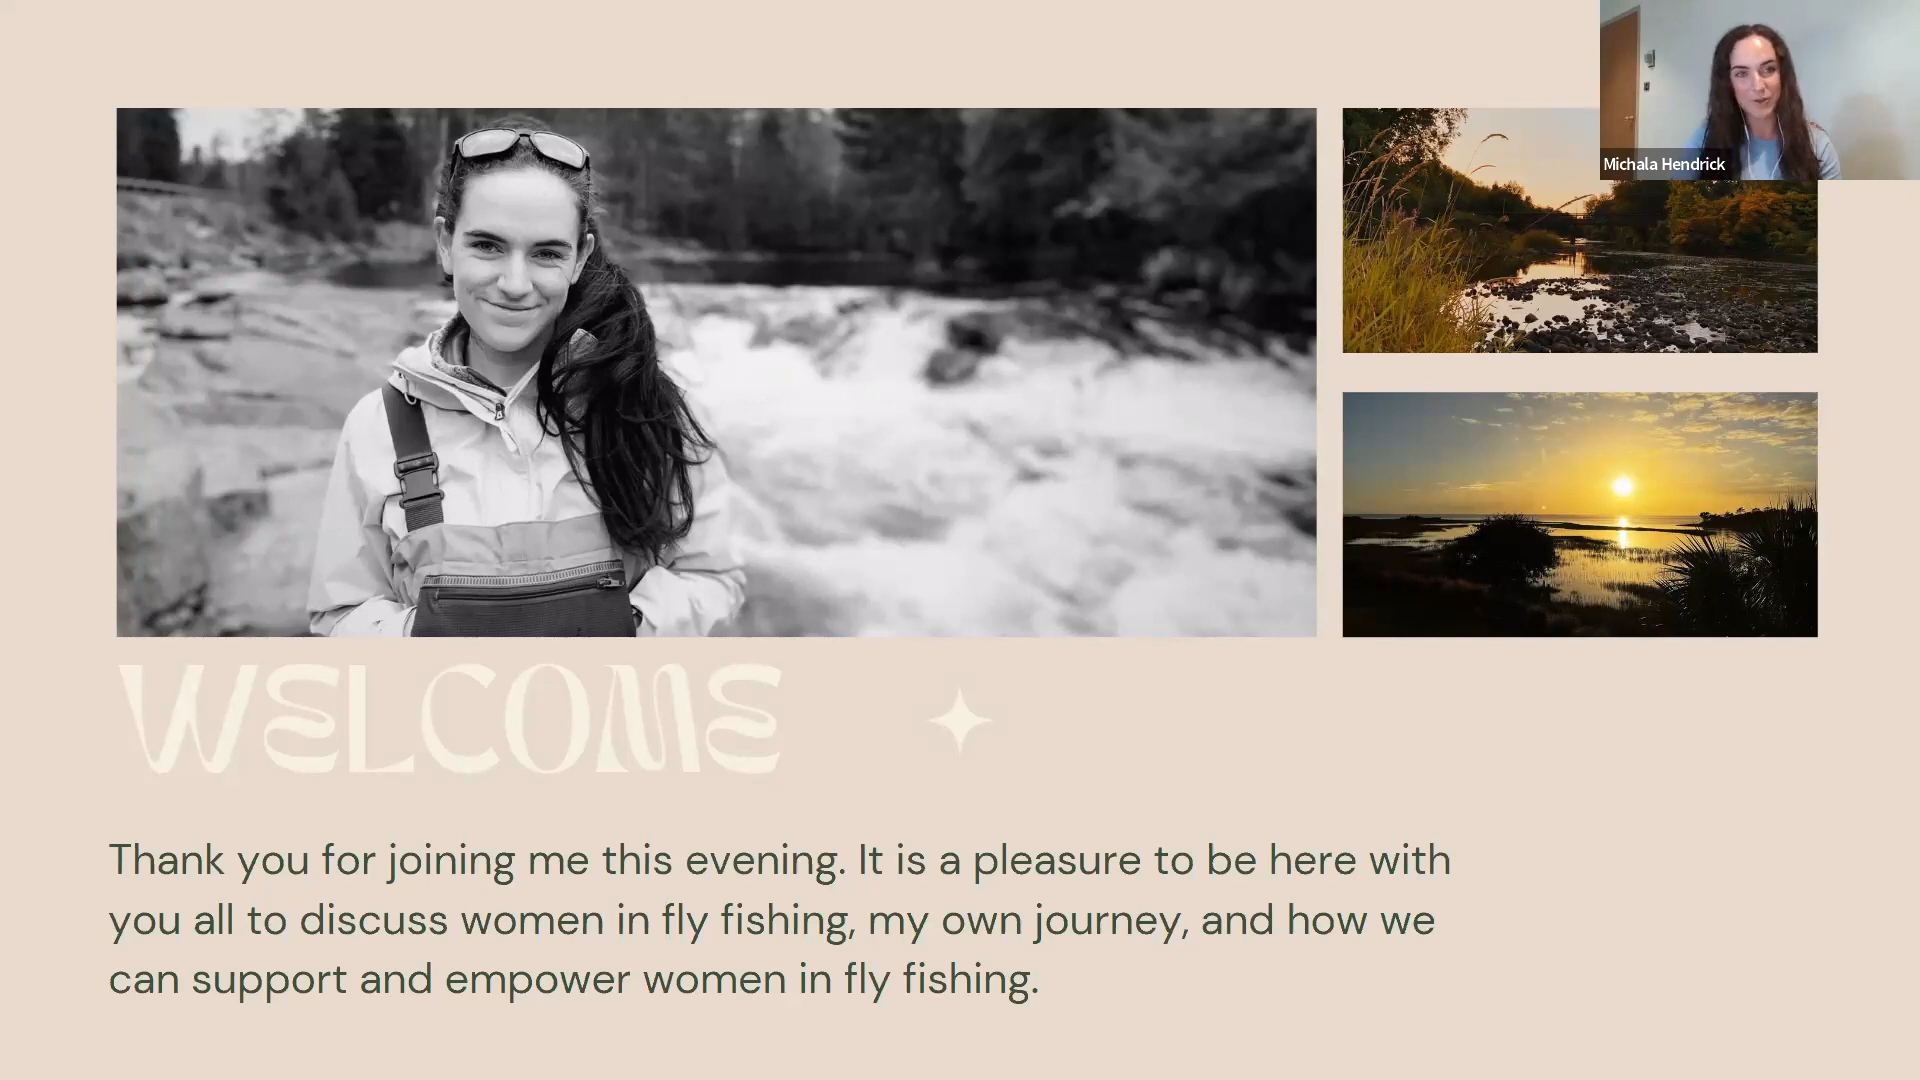 Michala Hendrick
WELCOME
Thank you for joining me this evening. It is a pleasure to be here with
you all to discuss women in fly fishing, my own journey, and how we
can support and empower women in fly fishing.